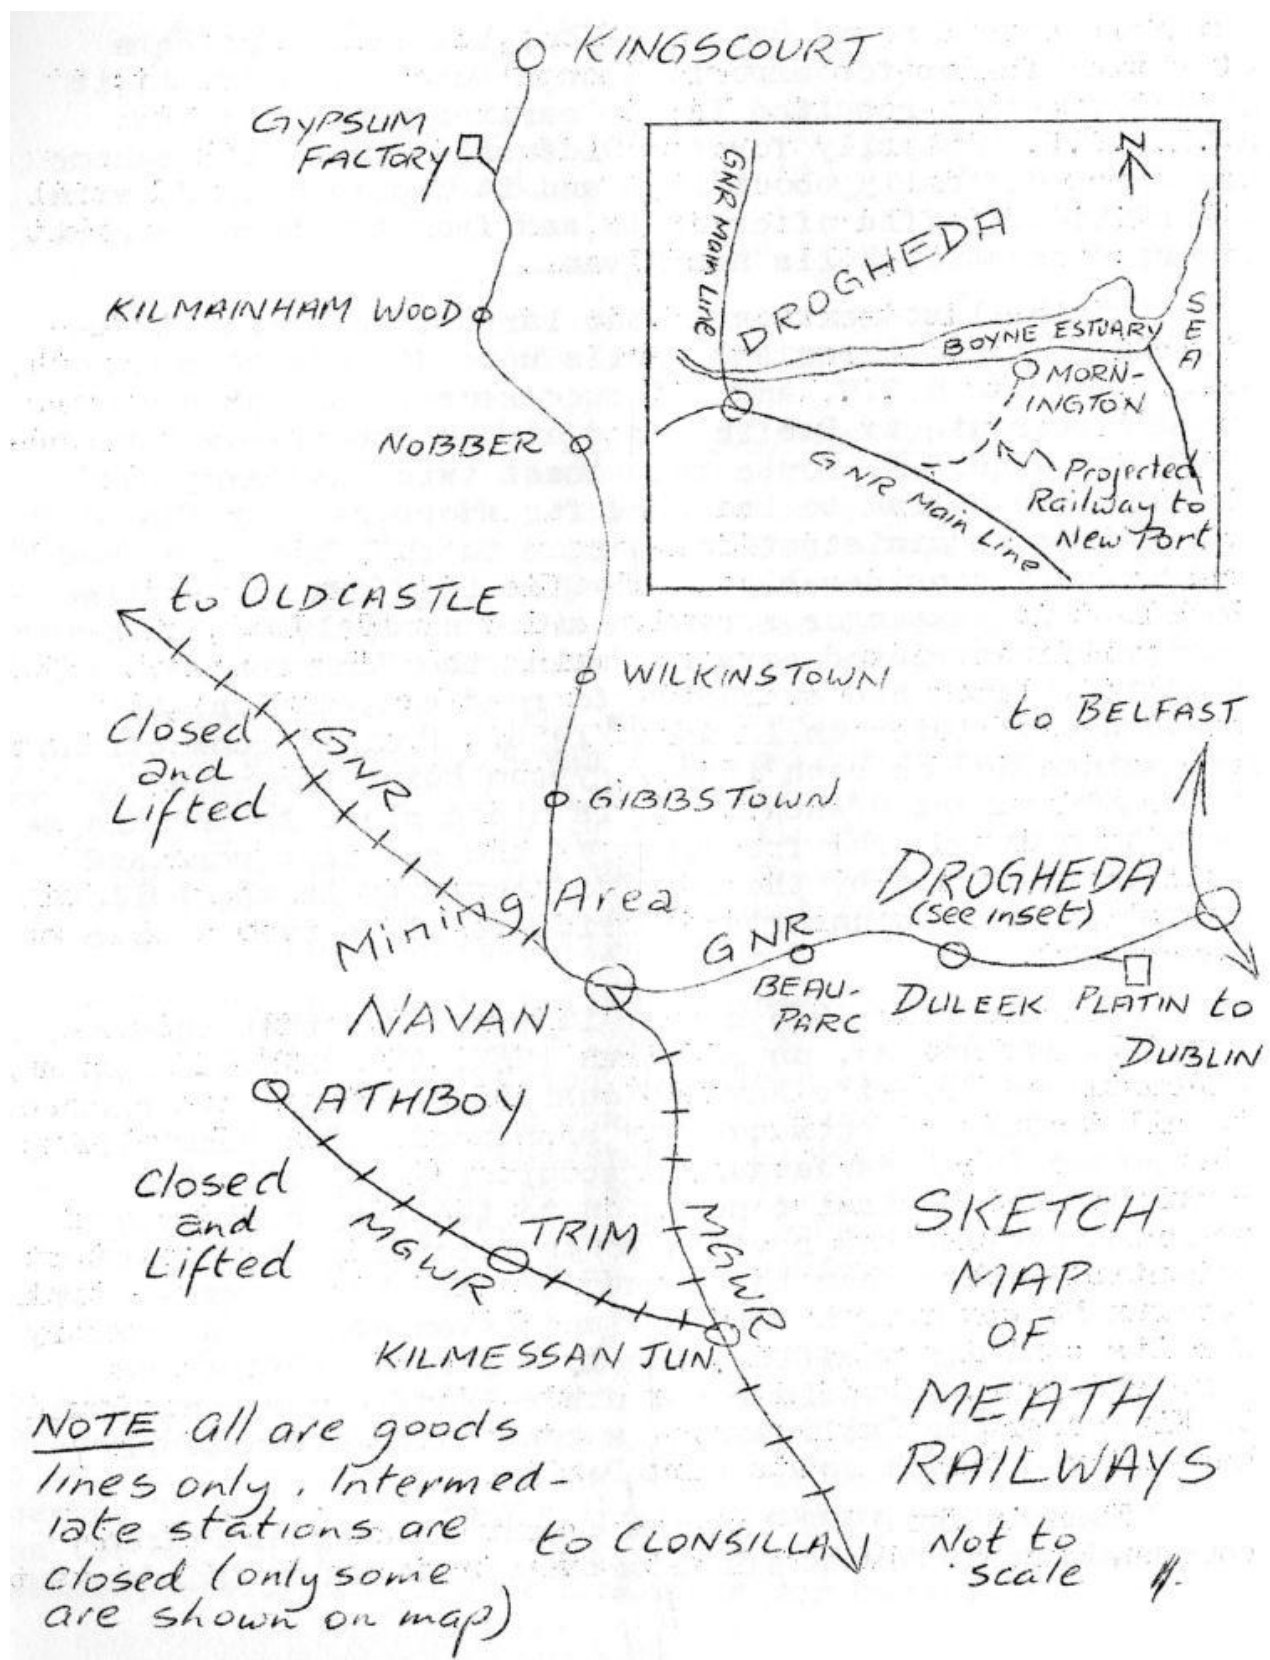 KINGSCOURT
GYPSUM
FACTORY
KILMAINHAM WOOD
NOBBER
N
GNR Main Line
DROGHEDA
BOYNE ESTUARY
SEA
MORN-
INGTON
GNR Main Line
Projected
Railway to
New Port
to OLDCASTLE
WILKINSTOWN
to BELFAST
Closed
and
Lifted
GNR
GIBBSTOWN
Mining Area
DROGHEDA
(see inset)
GNR
BEAU-
PARC
DULEEK
PLATIN
to
DUBLIN
NAVAN
ATHBOY
Closed
and
Lifted
MGWR
TRIM
MGWR
KILMESSAN JUN.
SKETCH
MAP
OF
MEATH
RAILWAYS
Not to
scale
NOTE all are goods
lines only. Intermed-
iate stations are
closed (only some
are shown on map)
to CLONSILLA